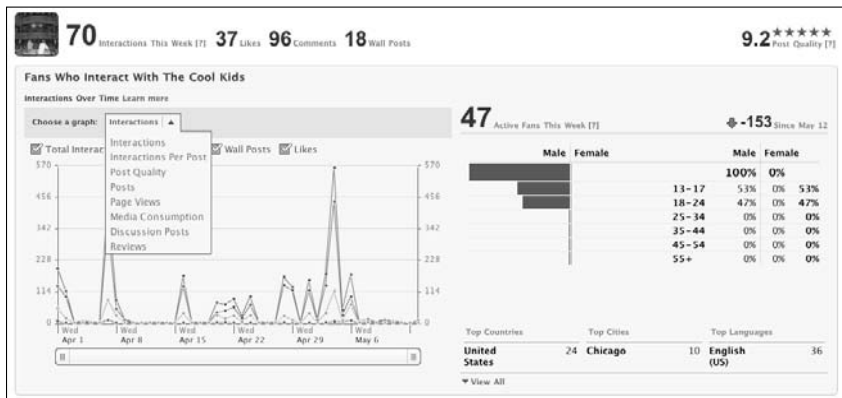 70 Interactions This Week [?] 37 Likes 96 Comments 18 Wall Posts
9.2 ★★★★★ Post Quality [?]
Fans Who Interact With The Cool Kids
Interactions Over Time Learn more
Choose a graph: Interactions ▲
Interactions
Interactions Per Post
Post Quality
Posts
Page Views
Media Consumption
Discussion Posts
Reviews
Total Interac Wall Posts Likes
570 570
456 456
342 342
228 228
114 114
0 0
Wed Wed Wed Wed Wed Wed
Apr 1 Apr 8 Apr 15 Apr 22 Apr 29 May 6
47 Active Fans This Week [?] -153 Since May 12
Male Female Male Female
100% 0%
13-17 53% 0% 53%
18-24 47% 0% 47%
25-34 0% 0% 0%
35-44 0% 0% 0%
45-54 0% 0% 0%
55+ 0% 0% 0%
Top Countries Top Cities Top Languages
United States 24 Chicago 10 English (US) 36
View All